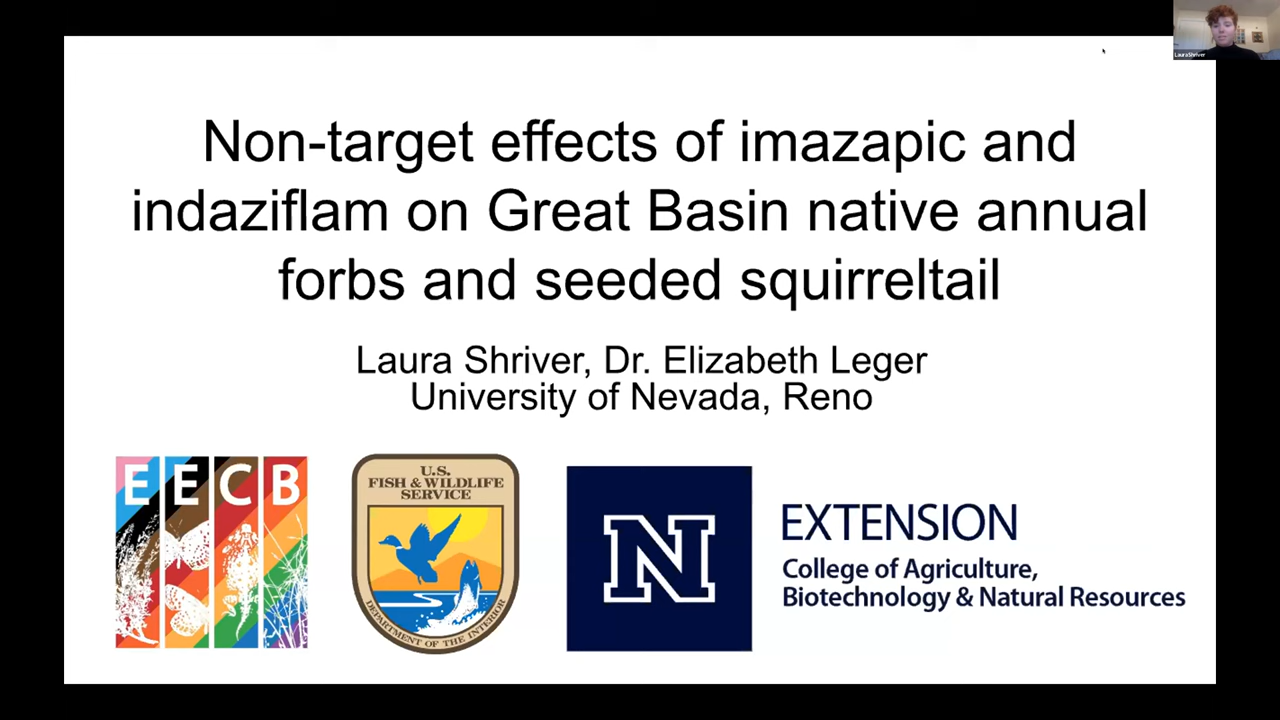 LauraShriver
Non-target effects of imazapic and
indaziflam on Great Basin native annual
forbs and seeded squirreltail
Laura Shriver, Dr. Elizabeth Leger
University of Nevada, Reno
EECB
U.S.
FISH & WILDLIFE
SERVICE
DEPARTMENT OF THE INTERIOR
N
EXTENSION
College of Agriculture,
Biotechnology & Natural Resources